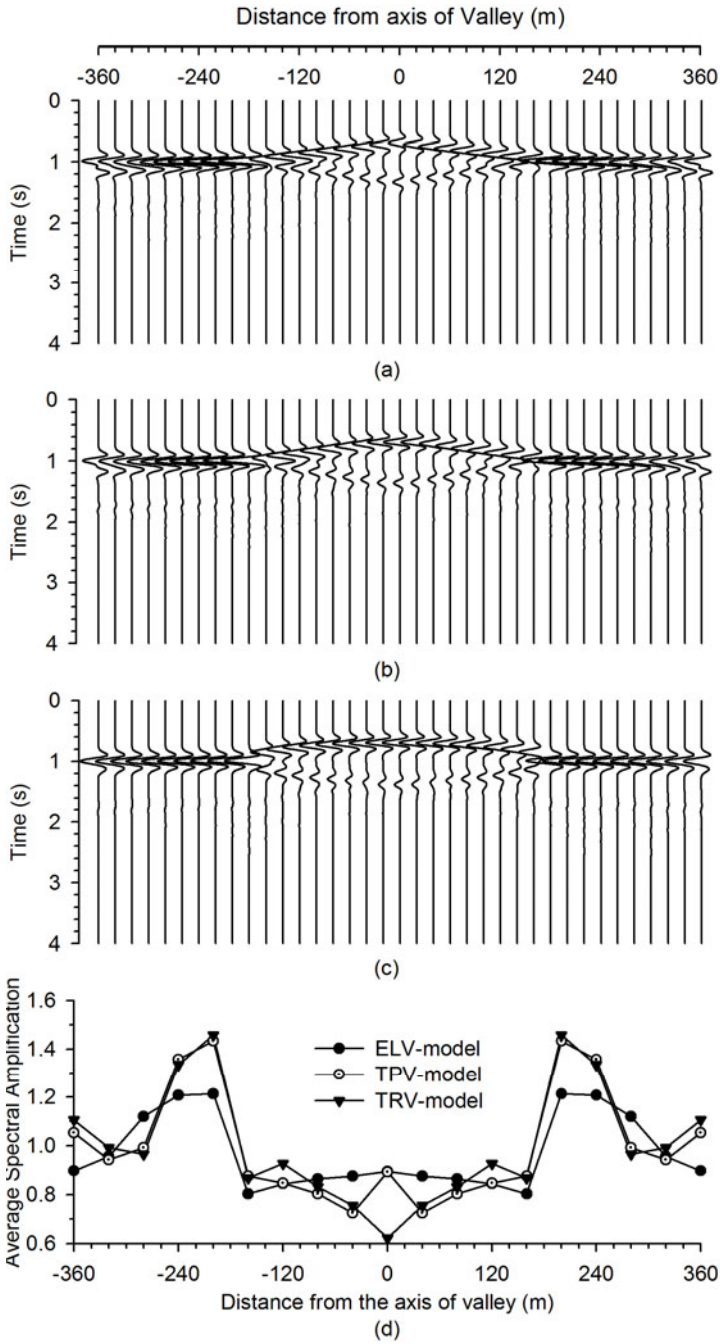 Distance from axis of Valley (m)
-360 -240 -120 0 120 240 360
0
1
2
3
4
Time (s)
(a)
0
1
2
3
4
Time (s)
(b)
0
1
2
3
4
Time (s)
(c)
1.6
1.4
1.2
1.0
0.8
0.6
Average Spectral Amplification
ELV-model
TPV-model
TRV-model
-360 -240 -120 0 120 240 360
Distance from the axis of valley (m)
(d)